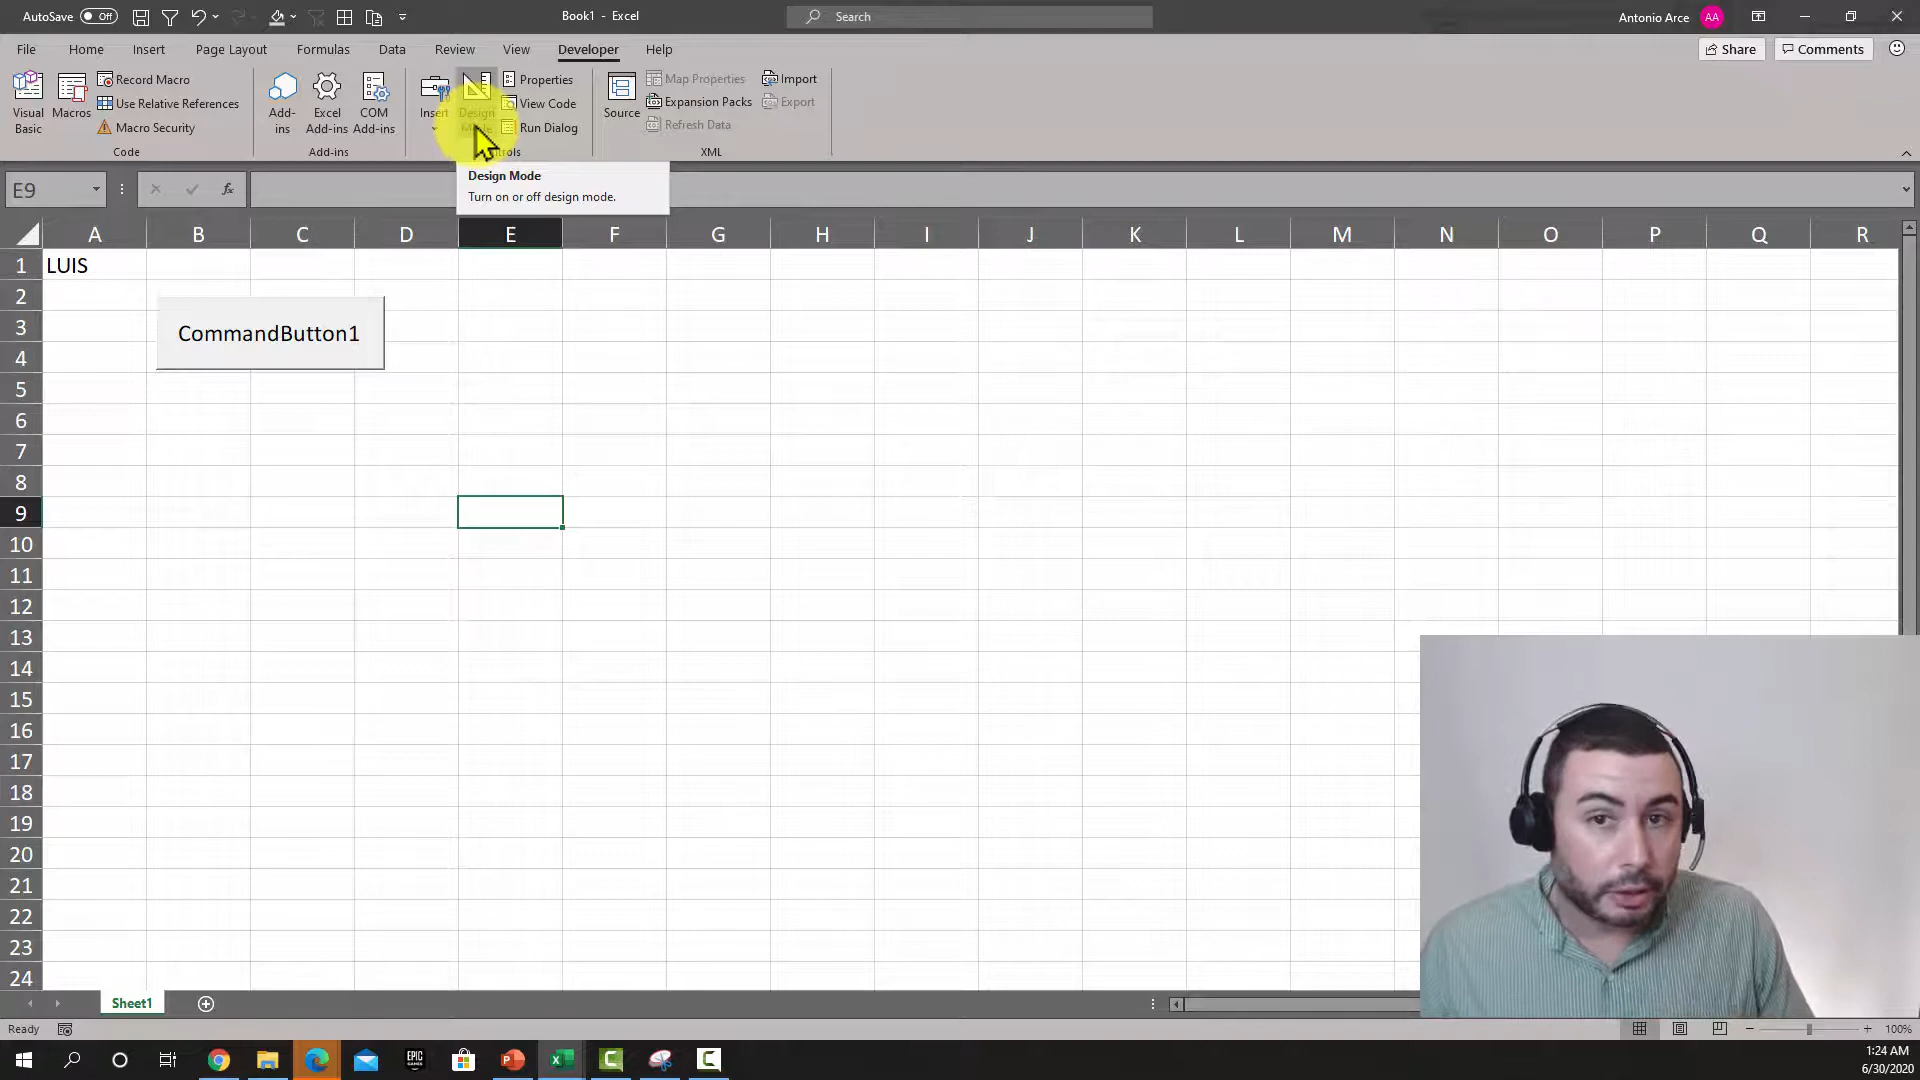 AutoSave Off
Book1 - Excel
Search
Antonio Arce AA
File Home Insert Page Layout Formulas Data Review View Developer Help
Share Comments
Visual Basic
Macros
Record Macro
Use Relative References
Macro Security
Code
Add-ins
Excel Add-ins
COM Add-ins
Add-ins
Insert
Design Mode
Properties
View Code
Run Dialog
Source
Map Properties
Expansion Packs
Refresh Data
Import
Export
XML
E9
fx
Design Mode
Turn on or off design mode.
A B C D E F G H I J K L M N O P Q R
1 LUIS
2
3
CommandButton1
4
5
6
7
8
9
10
11
12
13
14
15
16
17
18
19
20
21
22
23
24
Sheet1
Ready
100%
EPIC GAMES
1:24 AM
6/30/2020